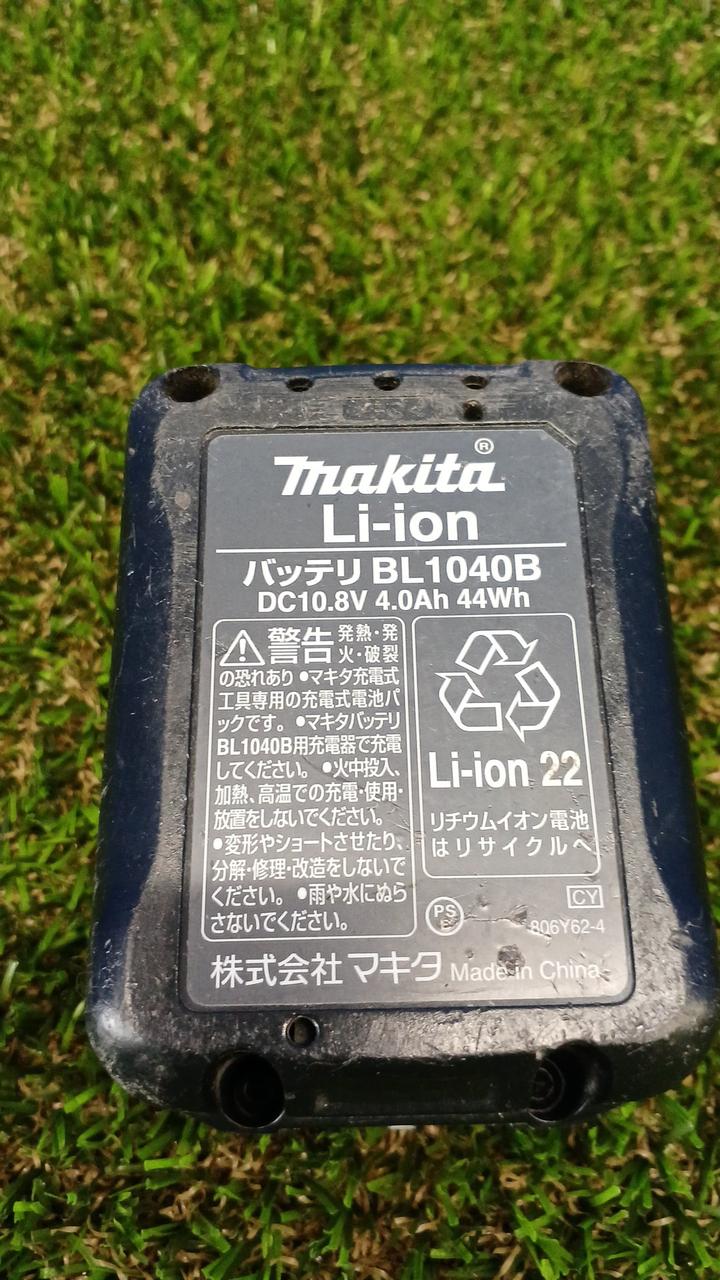 makita®
Li-ion
バッテリ BL1040B
DC10.8V 4.0Ah 44Wh
警告 発熱・発
火・破裂
の恐れあり ●マキタ充電式
工具専用の充電式電池パ
ックです。 ●マキタバッテリ
BL1040B用充電器で充電
してください。 ●火中投入、
加熱、高温での充電・使用・
放置をしないでください。
●変形やショートさせたり、
分解・修理・改造をしないで
ください。 ●雨や水にぬら
さないでください。
Li-ion 22
リチウムイオン電池
はリサイクルへ
PS
E
CY
806Y62-4
株式会社 マキタ Made in China